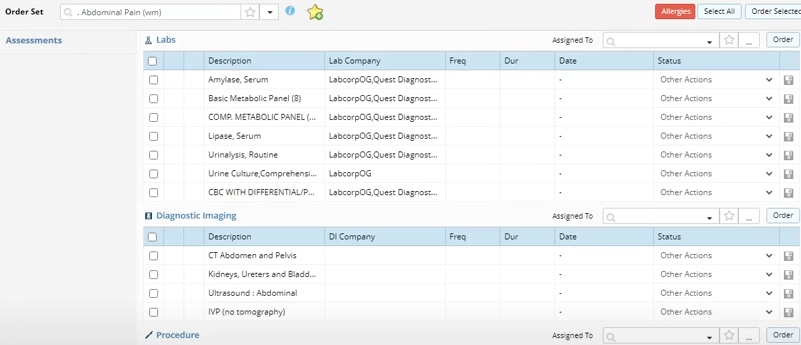 Order Set . Abdominal Pain (wm) Allergies Select All Order Selected
Assessments
Labs Assigned To ... Order
Description Lab Company Freq Dur Date Status
Amylase, Serum LabcorpOG,Quest Diagnost... - Other Actions
Basic Metabolic Panel (8) LabcorpOG,Quest Diagnost... - Other Actions
COMP. METABOLIC PANEL (... LabcorpOG,Quest Diagnost... - Other Actions
Lipase, Serum LabcorpOG,Quest Diagnost... - Other Actions
Urinalysis, Routine LabcorpOG,Quest Diagnost... - Other Actions
Urine Culture,Comprehensi... LabcorpOG - Other Actions
CBC WITH DIFFERENTIAL/P... LabcorpOG,Quest Diagnost... - Other Actions
Diagnostic Imaging Assigned To ... Order
Description DI Company Freq Dur Date Status
CT Abdomen and Pelvis - Other Actions
Kidneys, Ureters and Bladd... - Other Actions
Ultrasound : Abdominal - Other Actions
IVP (no tomography) - Other Actions
Procedure Assigned To ... Order